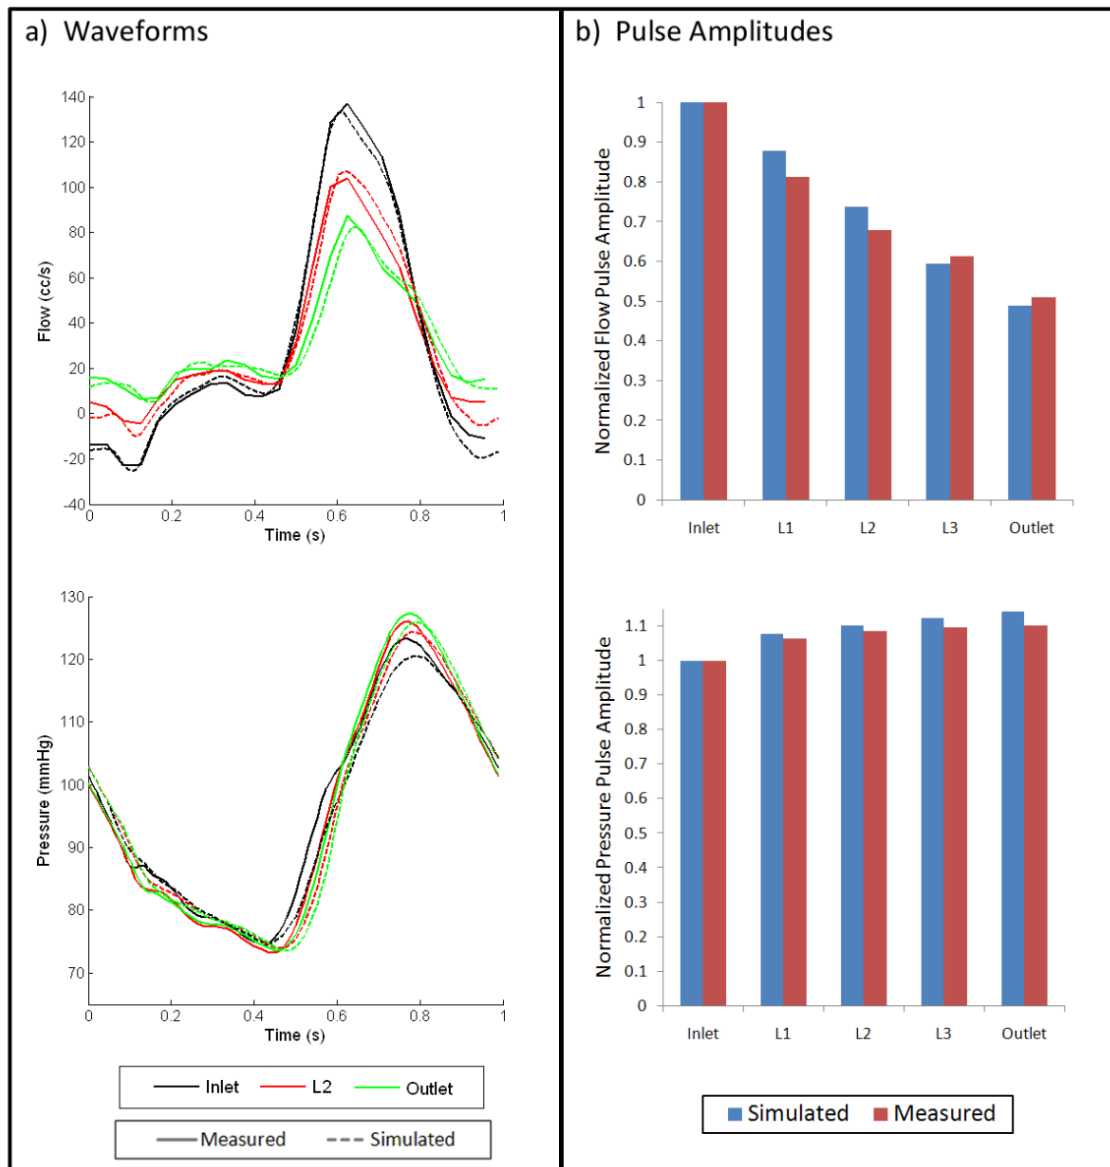 a) Waveforms
140
120
100
80
60
40
20
0
-20
-40
Flow (cc/s)
0 0.2 0.4 0.6 0.8 1
Time (s)
130
120
110
100
90
80
70
Pressure (mmHg)
0 0.2 0.4 0.6 0.8 1
Time (s)
Inlet L2 Outlet
Measured Simulated
b) Pulse Amplitudes
1
0.9
0.8
0.7
0.6
0.5
0.4
0.3
0.2
0.1
0
Normalized Flow Pulse Amplitude
Inlet L1 L2 L3 Outlet
1.1
1
0.9
0.8
0.7
0.6
0.5
0.4
0.3
0.2
0.1
0
Normalized Pressure Pulse Amplitude
Inlet L1 L2 L3 Outlet
Simulated Measured